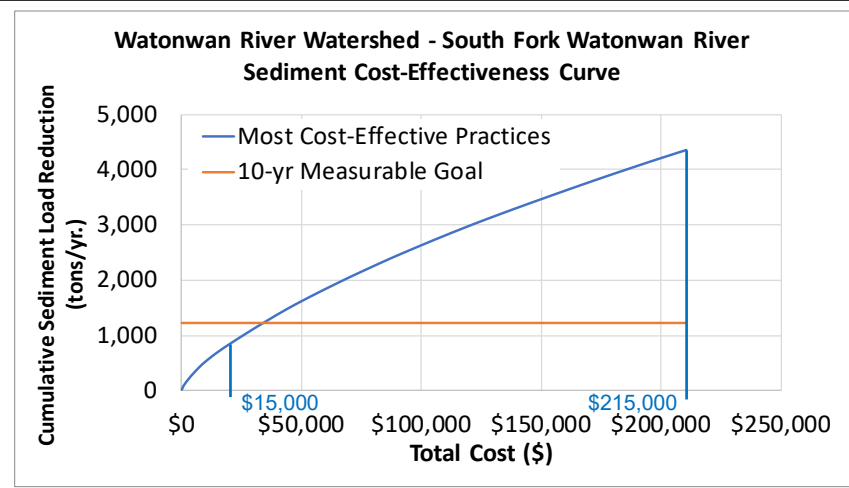 Watonwan River Watershed - South Fork Watonwan River
Sediment Cost-Effectiveness Curve
Cumulative Sediment Load Reduction
(tons/yr.)
5,000
4,000
3,000
2,000
1,000
0
Most Cost-Effective Practices
10-yr Measurable Goal
$15,000
$215,000
$0
$50,000
$100,000
$150,000
$200,000
$250,000
Total Cost ($)